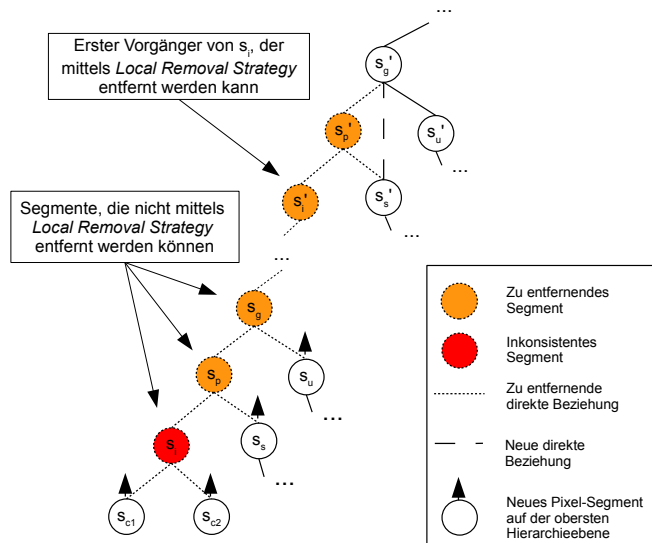 ...
Erster Vorgänger von s_i, der
mittels Local Removal Strategy
entfernt werden kann
s_g'
s_p'
s_u'
...
s_i'
s_s'
...
Segmente, die nicht mittels
Local Removal Strategy
entfernt werden können
...
s_g
s_p
s_u
...
s_i
s_s
...
s_c1
s_c2
Zu entfernendes
Segment
Inkonsistentes
Segment
Zu entfernende
direkte Beziehung
Neue direkte
Beziehung
Neues Pixel-Segment
auf der obersten
Hierarchieebene